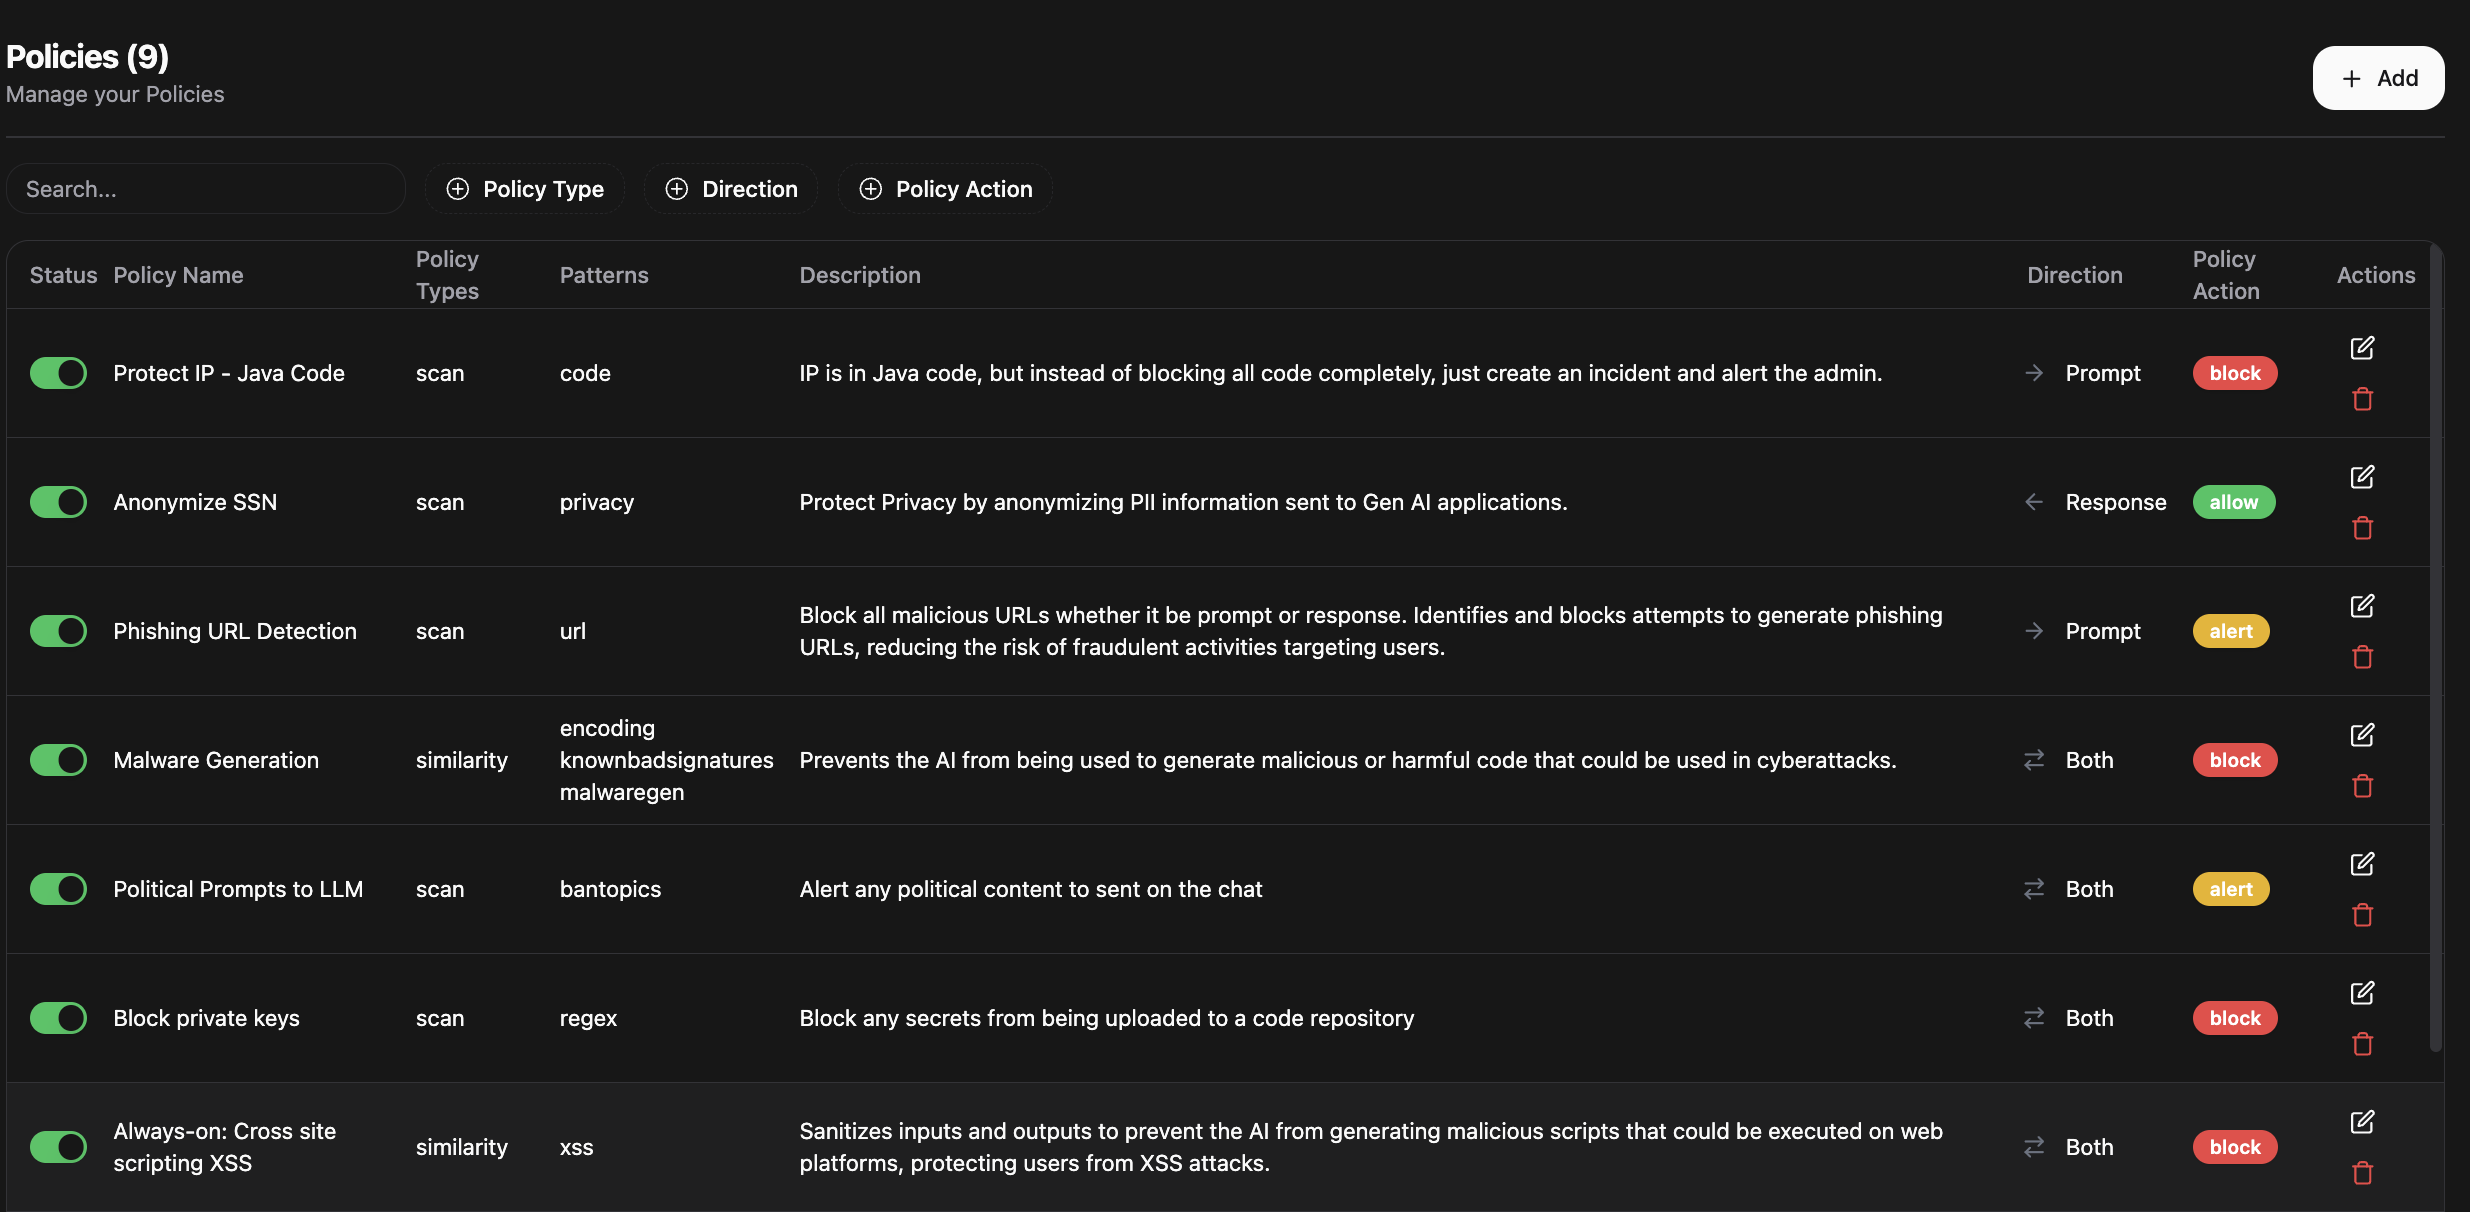 Policies (9)
Manage your Policies
+ Add
Search...
Policy Type
Direction
Policy Action
Status
Policy Name
Policy
Types
Patterns
Description
Direction
Policy
Action
Actions
Protect IP - Java Code
scan
code
IP is in Java code, but instead of blocking all code completely, just create an incident and alert the admin.
Prompt
block
Anonymize SSN
scan
privacy
Protect Privacy by anonymizing PII information sent to Gen AI applications.
Response
allow
Phishing URL Detection
scan
url
Block all malicious URLs whether it be prompt or response. Identifies and blocks attempts to generate phishing
URLs, reducing the risk of fraudulent activities targeting users.
Prompt
alert
Malware Generation
similarity
encoding
knownbadsignatures
malwaregen
Prevents the AI from being used to generate malicious or harmful code that could be used in cyberattacks.
Both
block
Political Prompts to LLM
scan
bantopics
Alert any political content to sent on the chat
Both
alert
Block private keys
scan
regex
Block any secrets from being uploaded to a code repository
Both
block
Always-on: Cross site
scripting XSS
similarity
xss
Sanitizes inputs and outputs to prevent the AI from generating malicious scripts that could be executed on web
platforms, protecting users from XSS attacks.
Both
block